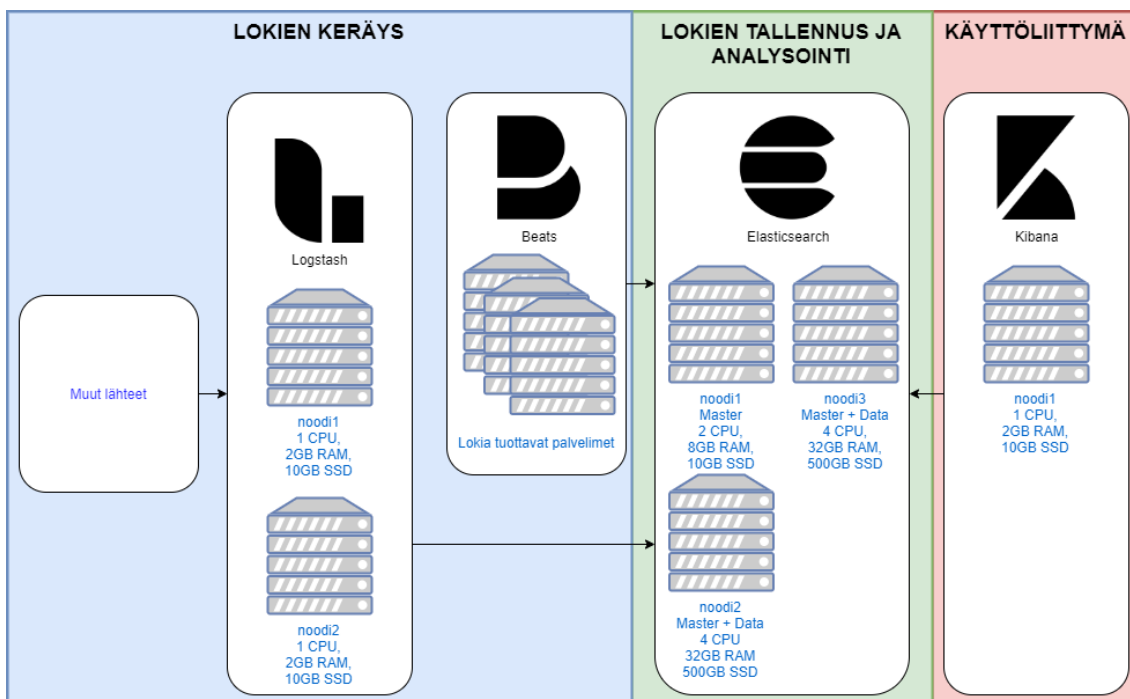 LOKIEN KERÄYS
LOKIEN TALLENNUS JA
ANALYSOINTI
KÄYTTÖLIITTYMÄ
Muut lähteet
Logstash
noodi1
1 CPU,
2GB RAM,
10GB SSD
noodi2
1 CPU,
2GB RAM,
10GB SSD
Beats
Lokia tuottavat palvelimet
Elasticsearch
noodi1
Master
2 CPU,
8GB RAM,
10GB SSD
noodi3
Master + Data
4 CPU,
32GB RAM,
500GB SSD
noodi2
Master + Data
4 CPU
32GB RAM
500GB SSD
Kibana
noodi1
1 CPU,
2GB RAM,
10GB SSD